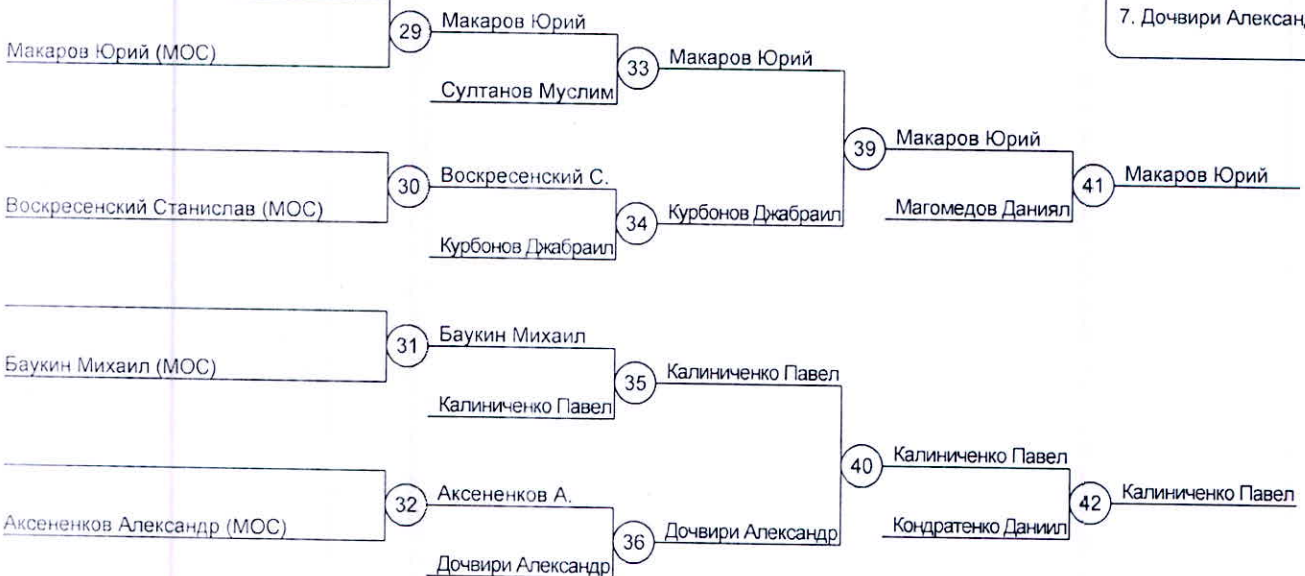 7. Дочвири Александ
29
Макаров Юрий
Макаров Юрий (МОС)
33
Макаров Юрий
Султанов Муслим
39
Макаров Юрий
30
Воскресенский С.
Воскресенский Станислав (МОС)
34
Курбонов Джабраил
Курбонов Джабраил
41
Макаров Юрий
Магомедов Даниял
31
Баукин Михаил
Баукин Михаил (МОС)
35
Калиниченко Павел
Калиниченко Павел
40
Калиниченко Павел
32
Аксененков А.
Аксененков Александр (МОС)
36
Дочвири Александр
Дочвири Александр
42
Калиниченко Павел
Кондратенко Даниил